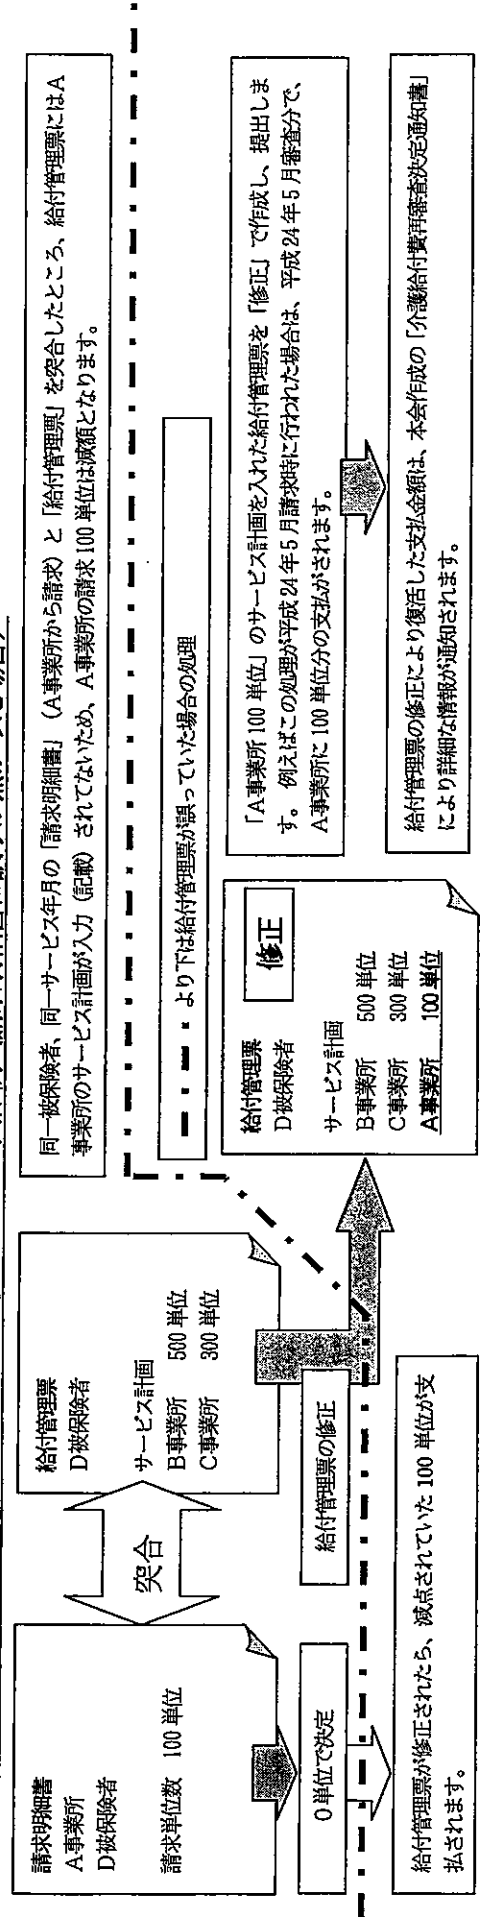 請求明細書
A事業所
D被保険者
請求単位数 100単位
突合
給付管理票
D被保険者
サービス計画
B事業所 500単位
C事業所 300単位
同一被保険者、同一サービス年月の「請求明細書」(A事業所から請求)と「給付管理票」を突合したところ、給付管理票にはA
事業所のサービス計画が入力(記載)されてないため、A事業所の請求100単位は減額となります。
0単位で決定
給付管理票の修正
より下は給付管理票が誤っていた場合の処理
給付管理票が修正されたら、減点されていた100単位が支
払されます。
給付管理票
修正
D被保険者
サービス計画
B事業所 500単位
C事業所 300単位
A事業所 100単位
「A事業所100単位」のサービス計画を入れた給付管理票を「修正」で作成し、提出しま
す。 例えばこの処理が平成24年5月請求時に行われた場合は、平成24年5月審査分で、
A事業所に100単位分の支払がされます。
給付管理票の修正により復活した支払金額は、本会作成の「介護給付費再審査決定通知書」
により詳細な情報が通知されます。